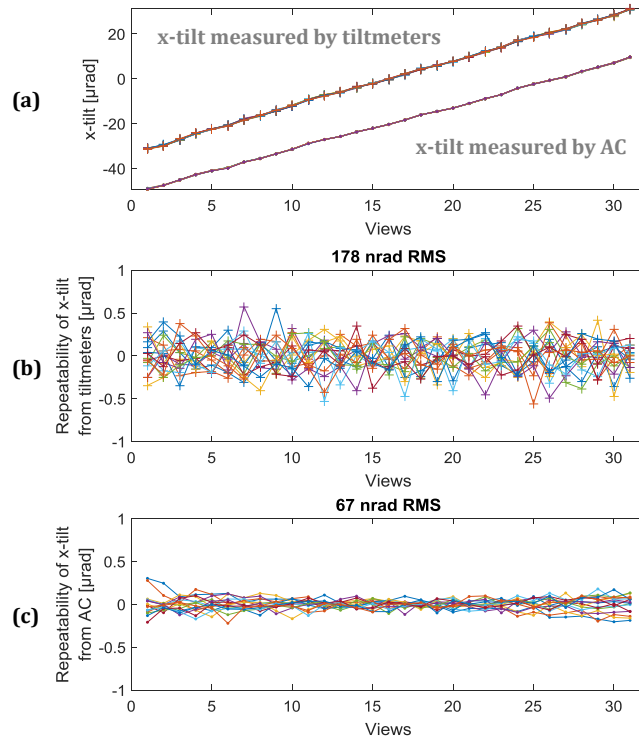 (a)
x-tilt [µrad]
20
0
-20
-40
x-tilt measured by tiltmeters
x-tilt measured by AC
0 5 10 15 20 25 30
Views
178 nrad RMS
(b)
Repeatability of x-tilt
from tiltmeters [µrad]
1
0.5
0
-0.5
-1
0 5 10 15 20 25 30
Views
67 nrad RMS
(c)
Repeatability of x-tilt
from AC [µrad]
1
0.5
0
-0.5
-1
0 5 10 15 20 25 30
Views